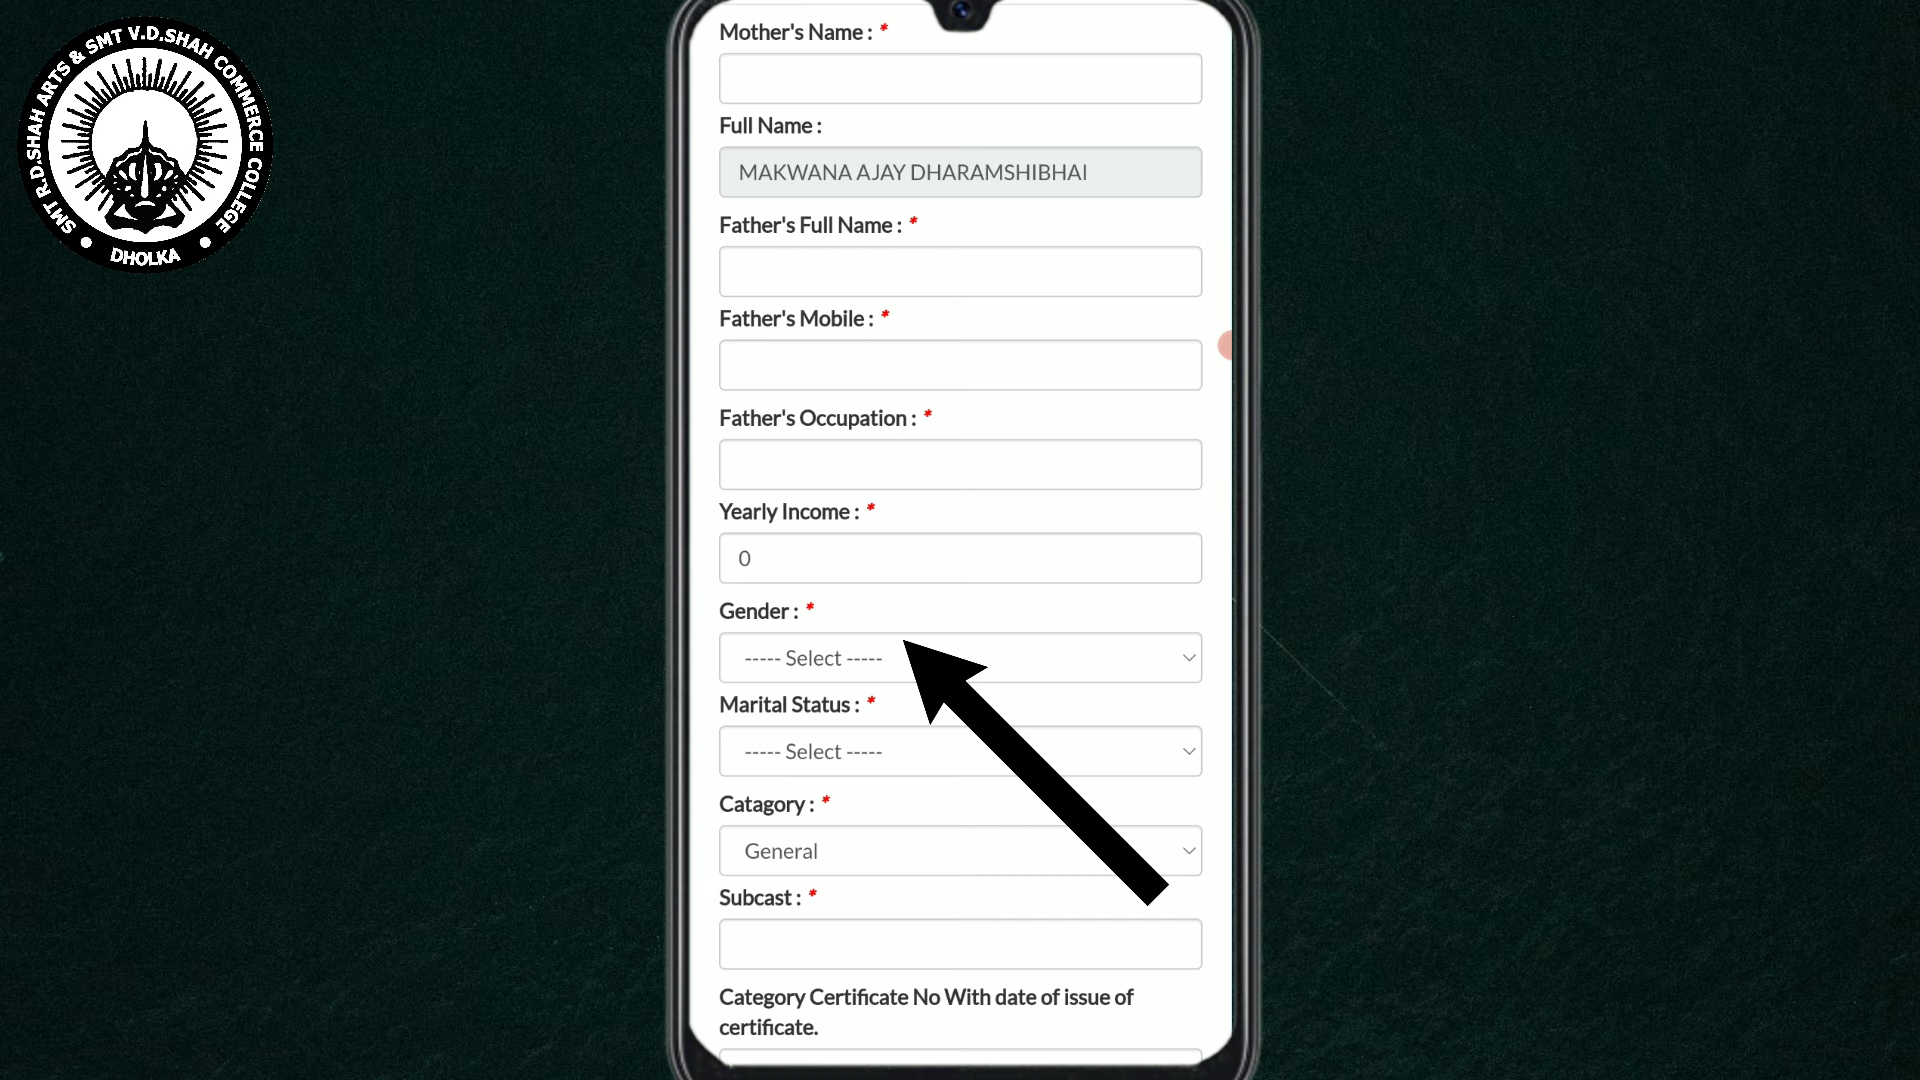 SMT R.D.SHAH ARTS & SMT V.D.SHAH COMMERCE COLLEGE
DHOLKA
Mother's Name : *
Full Name :
MAKWANA AJAY DHARAMSHIBHAI
Father's Full Name : *
Father's Mobile : *
Father's Occupation : *
Yearly Income : *
0
Gender : *
----- Select -----
Marital Status : *
----- Select -----
Catagory : *
General
Subcast : *
Category Certificate No With date of issue of
certificate.